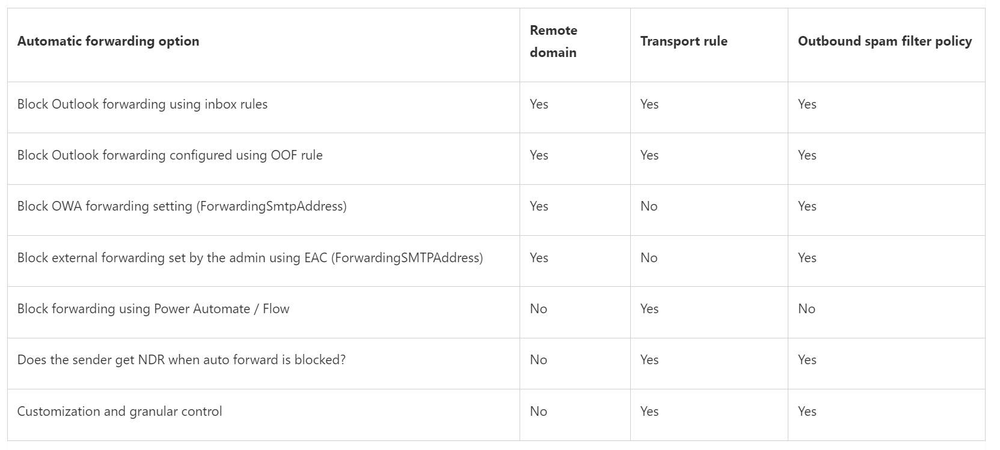 Automatic forwarding option
Remote
domain
Transport rule
Outbound spam filter policy
Block Outlook forwarding using inbox rules
Yes
Yes
Yes
Block Outlook forwarding configured using OOF rule
Yes
Yes
Yes
Block OWA forwarding setting (ForwardingSmtpAddress)
Yes
No
Yes
Block external forwarding set by the admin using EAC (ForwardingSMTPAddress)
Yes
No
Yes
Block forwarding using Power Automate / Flow
No
Yes
No
Does the sender get NDR when auto forward is blocked?
No
Yes
Yes
Customization and granular control
No
Yes
Yes